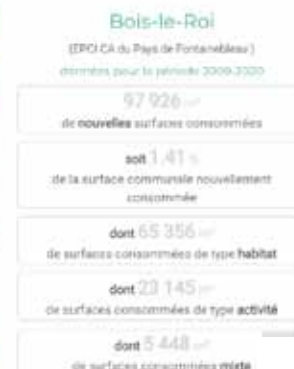 Bois-le-Roi
(EPCI CA du Pays de Fontainebleau)
données pour la période 2009-2020
97 926 m²
de nouvelles surfaces consommées
soit 1.41 %
de la surface communale nouvellement
consommée
dont 65 356 m²
de surfaces consommées de type habitat
dont 23 145 m²
de surfaces consommées de type activité
dont 5 448 m²
de surfaces consommées mixte